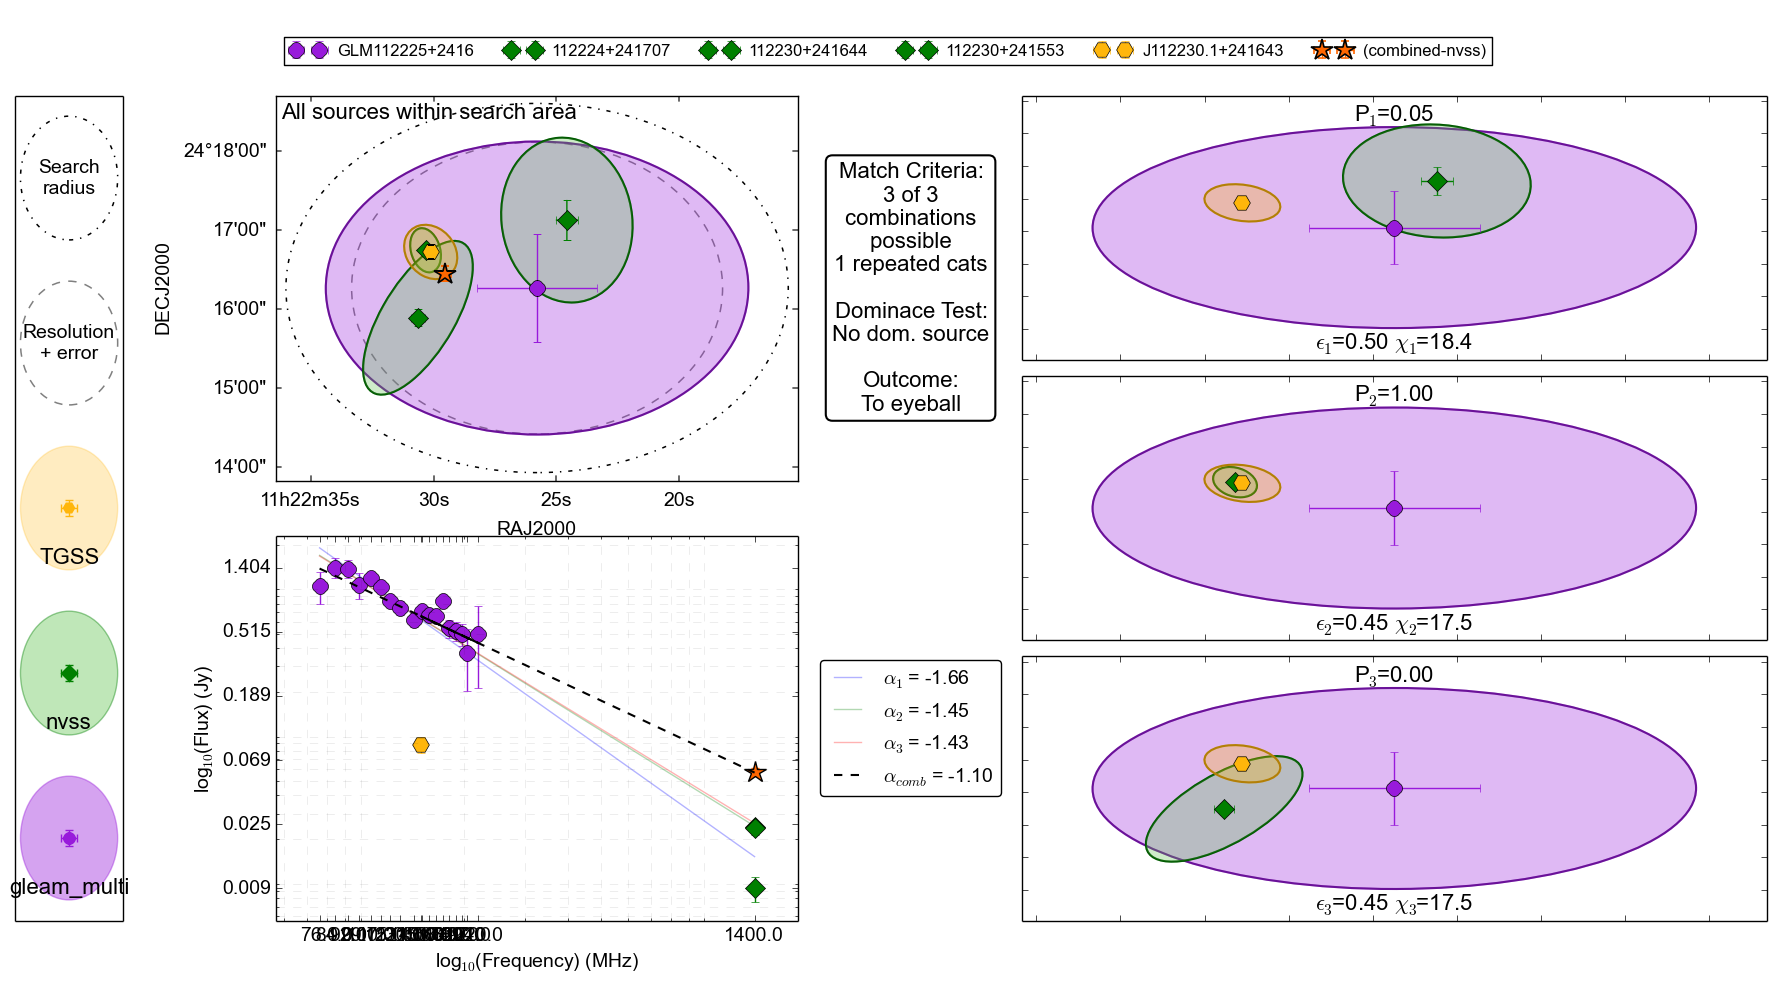 GLM112225+2416 112224+241707 112230+241644 112230+241553 J112230.1+241643 (combined-nvss)
Search
radius
Resolution
+ error
TGSS
nvss
gleam_multi
All sources within search area
DECJ2000
24°18'00"
17'00"
16'00"
15'00"
14'00"
11h22m35s 30s 25s 20s
RAJ2000
Match Criteria:
3 of 3
combinations
possible
1 repeated cats
Dominace Test:
No dom. source
Outcome:
To eyeball
log10(Flux) (Jy)
1.404
0.515
0.189
0.069
0.025
0.009
1400.0
log10(Frequency) (MHz)
α1 = -1.66
α2 = -1.45
α3 = -1.43
αcomb = -1.10
P1=0.05
ϵ1=0.50 χ1=18.4
P2=1.00
ϵ2=0.45 χ2=17.5
P3=0.00
ϵ3=0.45 χ3=17.5